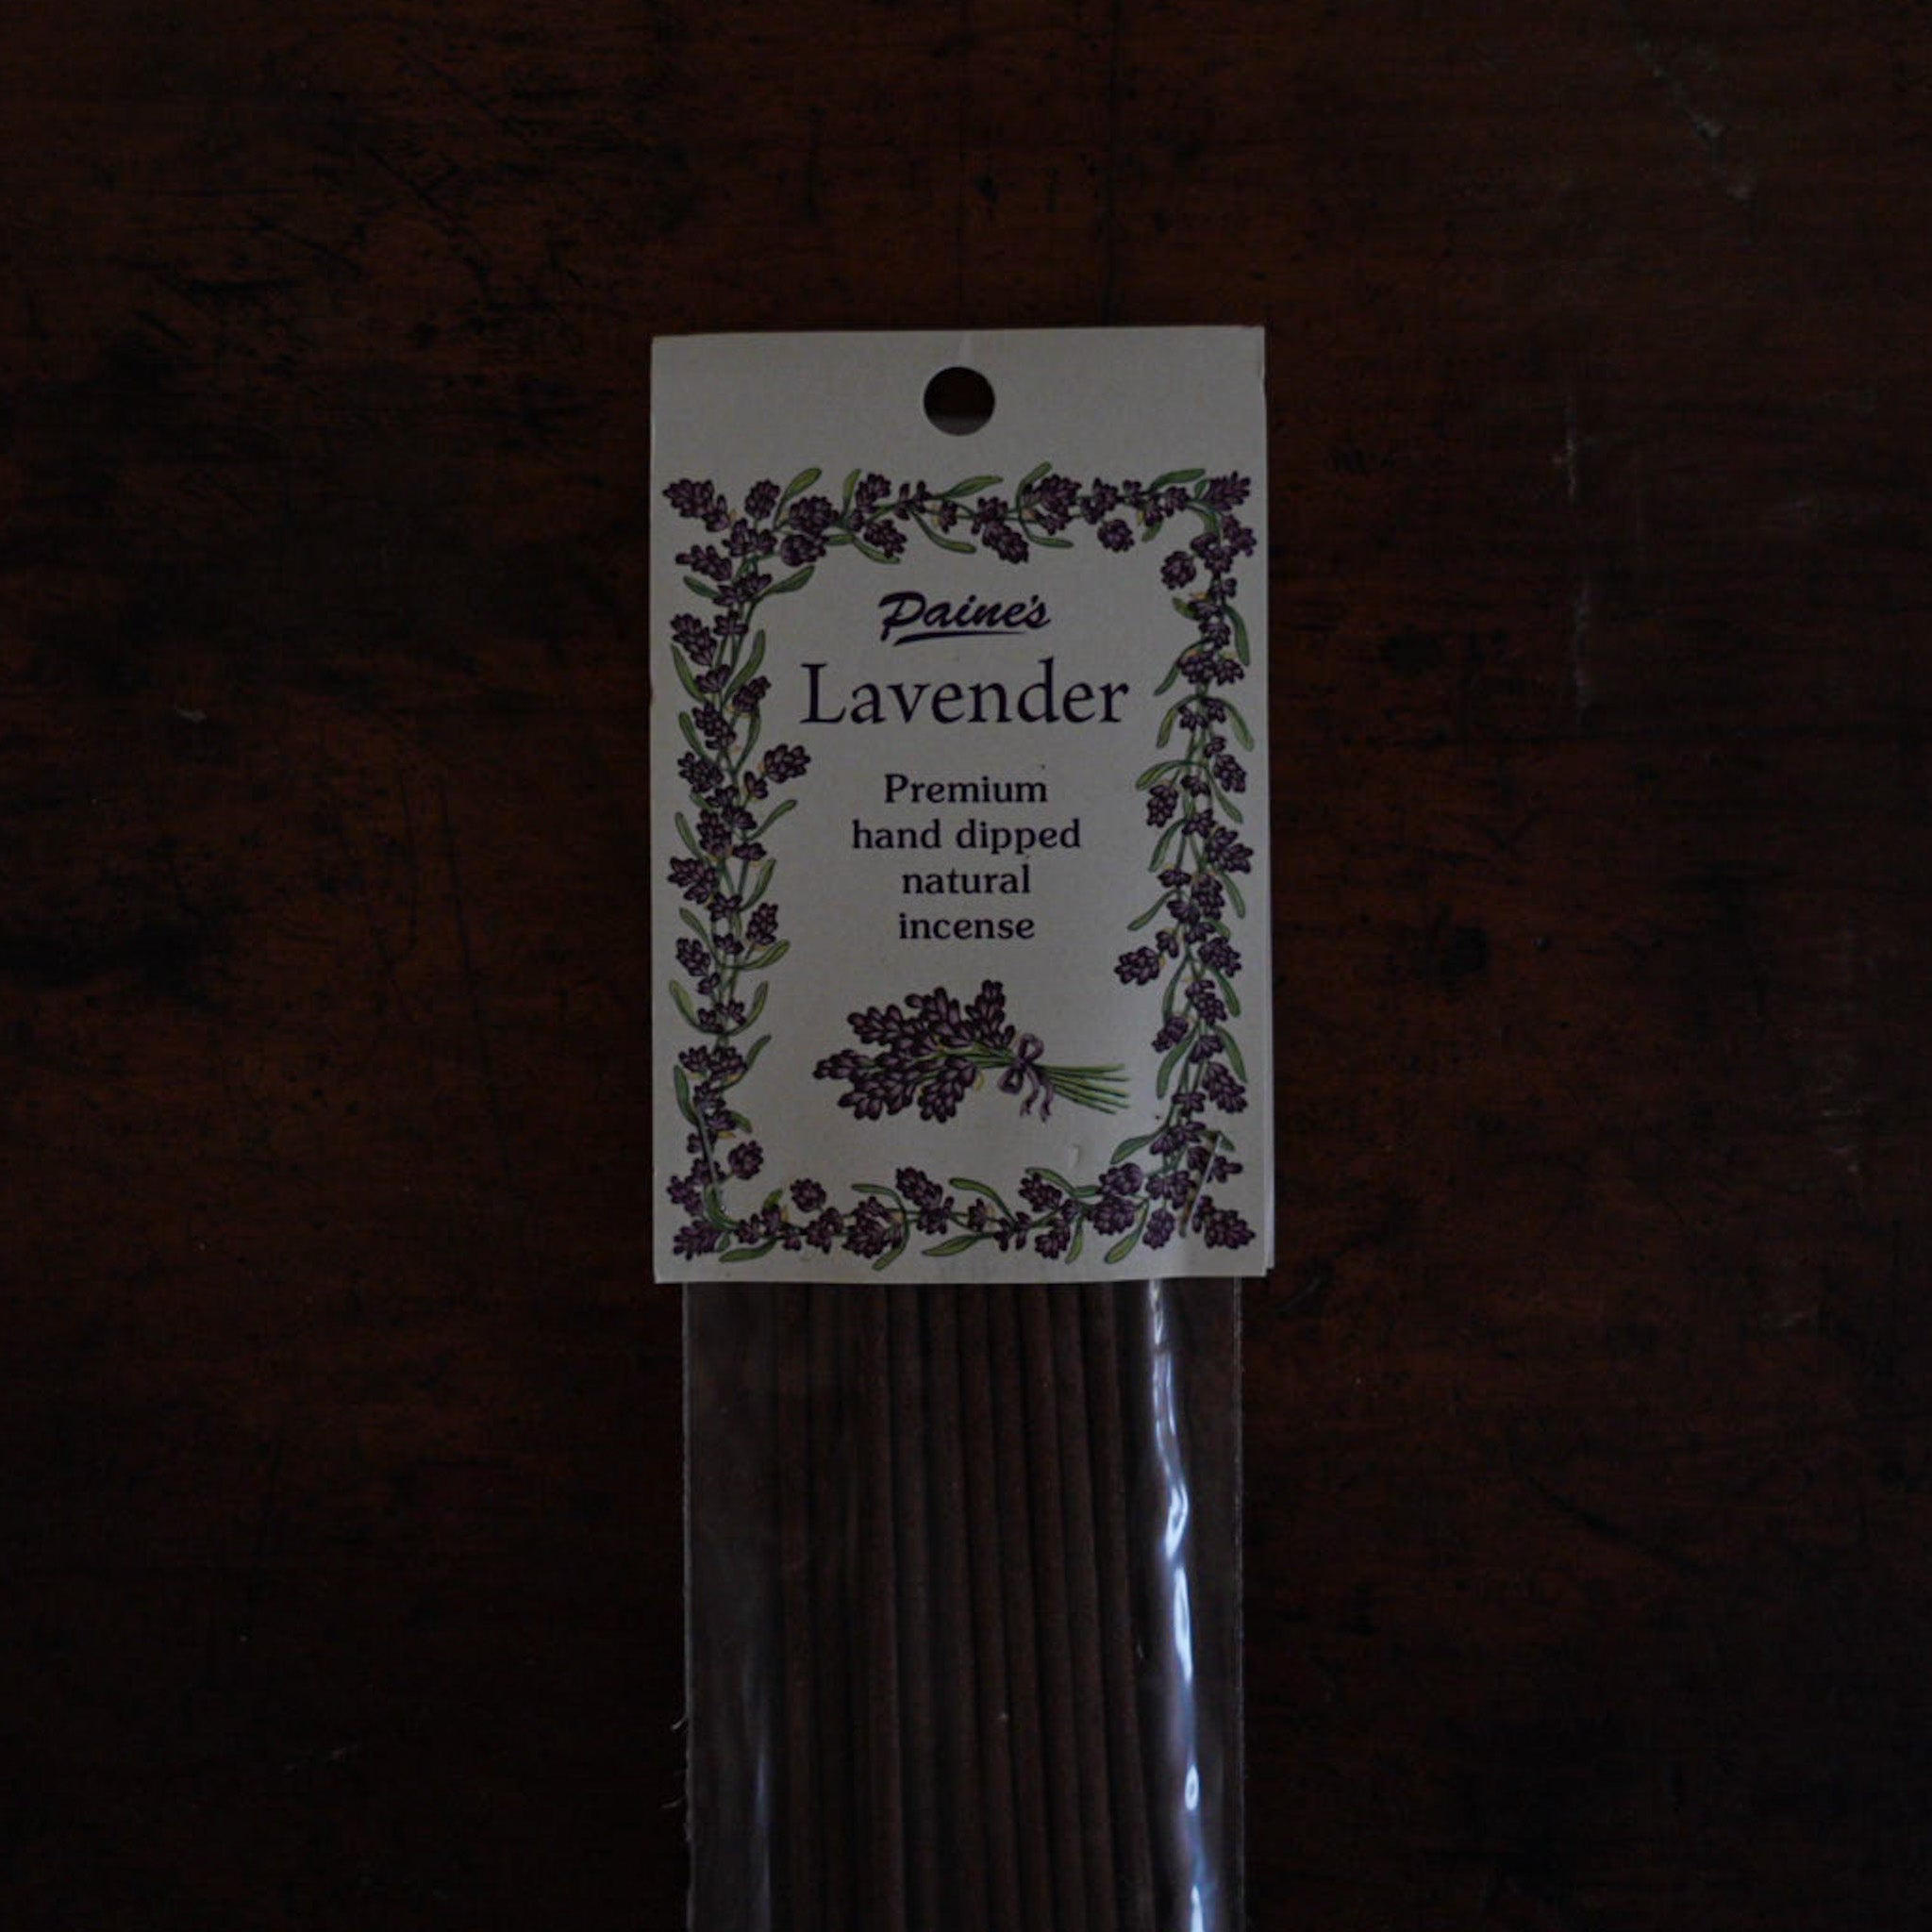 Paine's
Lavender
Premium
hand dipped
natural
incense